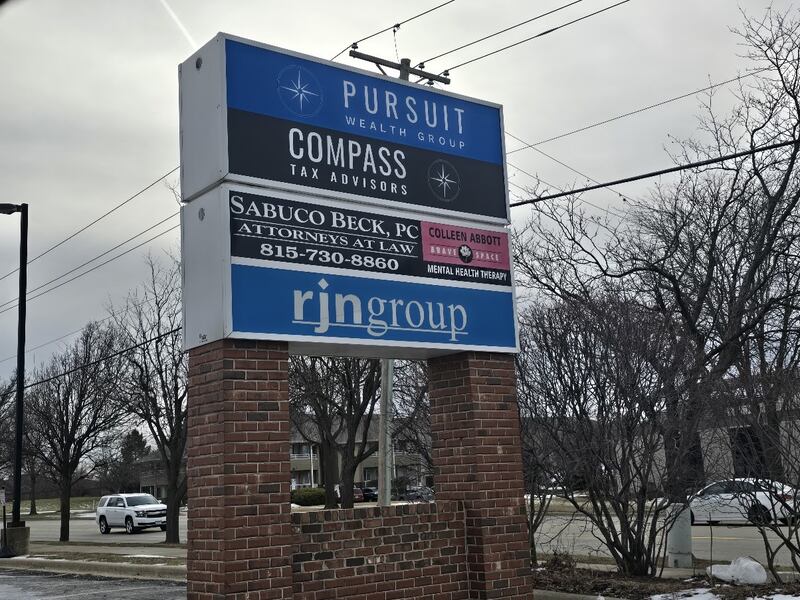 PURSUIT
WEALTH GROUP
COMPASS
TAX ADVISORS
SABUCO BECK, PC
ATTORNEYS AT LAW
815-730-8860
COLLEEN ABBOTT
BRAVE SPACE
MENTAL HEALTH THERAPY
rjngroup